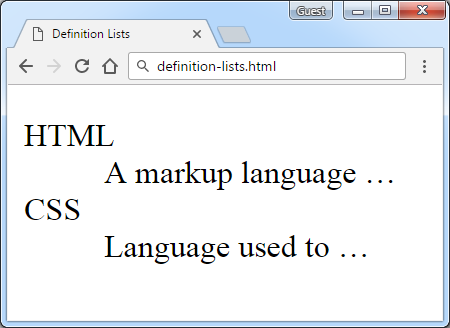 Guest
Definition Lists
definition-lists.html
HTML
A markup language …
CSS
Language used to …